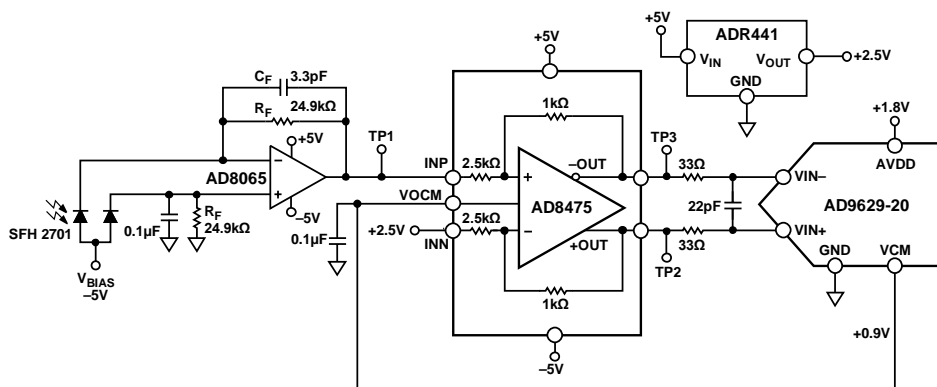 +5V
ADR441
+5V
VIN
VOUT
+2.5V
GND
CF
3.3pF
RF
24.9kΩ
+5V
AD8065
−5V
TP1
SFH 2701
0.1µF
RF
24.9kΩ
VBIAS
−5V
1kΩ
INP
2.5kΩ
VOCM
2.5kΩ
INN
+2.5V
0.1µF
+
−
−OUT
AD8475
+OUT
1kΩ
−5V
TP3
33Ω
22pF
33Ω
TP2
+1.8V
AVDD
VIN−
AD9629-20
VIN+
GND
VCM
+0.9V
−
+